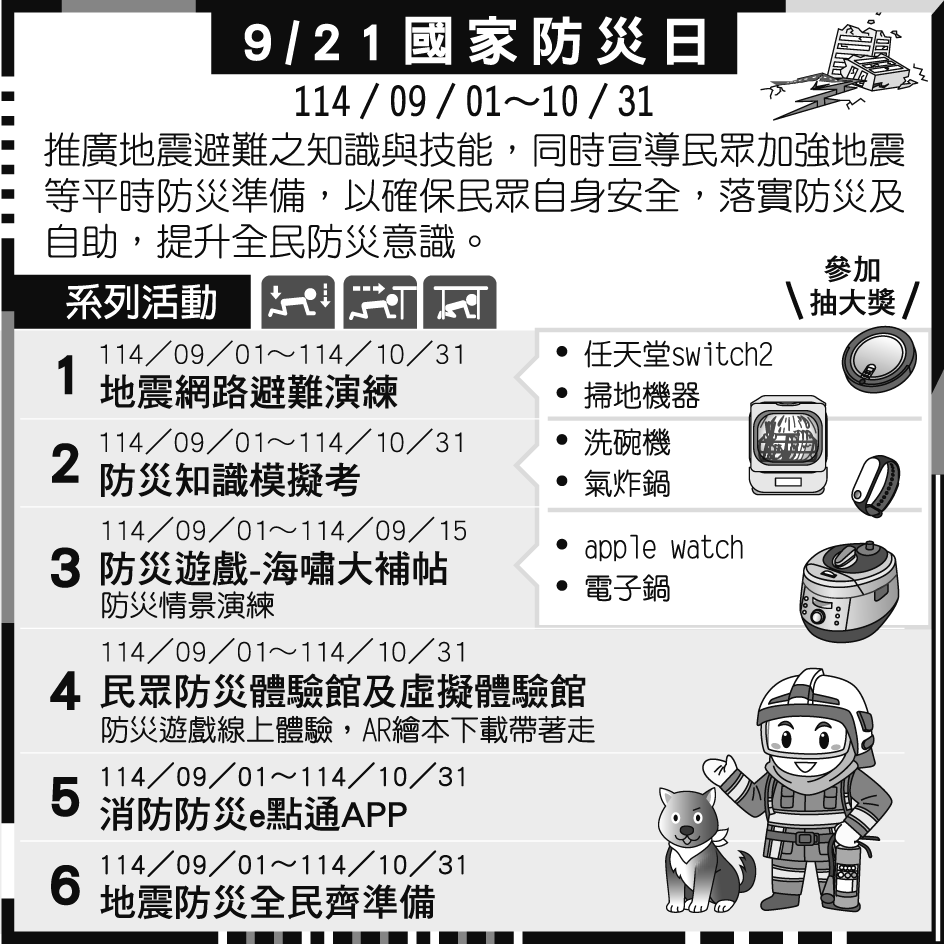 9/21國家防災日
114/09/01～10/31
推廣地震避難之知識與技能，同時宣導民眾加強地震
等平時防災準備，以確保民眾自身安全，落實防災及
自助，提升全民防災意識。
系列活動
參加
抽大獎
1
114／09／01～114／10／31
地震網路避難演練
• 任天堂switch2
• 掃地機器
2
114／09／01～114／10／31
防災知識模擬考
• 洗碗機
• 氣炸鍋
3
114／09／01～114／09／15
防災遊戲-海嘯大補帖
防災情景演練
• apple watch
• 電子鍋
4
114／09／01～114／10／31
民眾防災體驗館及虛擬體驗館
防災遊戲線上體驗，AR繪本下載帶著走
5
114／09／01～114／10／31
消防防災e點通APP
6
114／09／01～114／10／31
地震防災全民齊準備